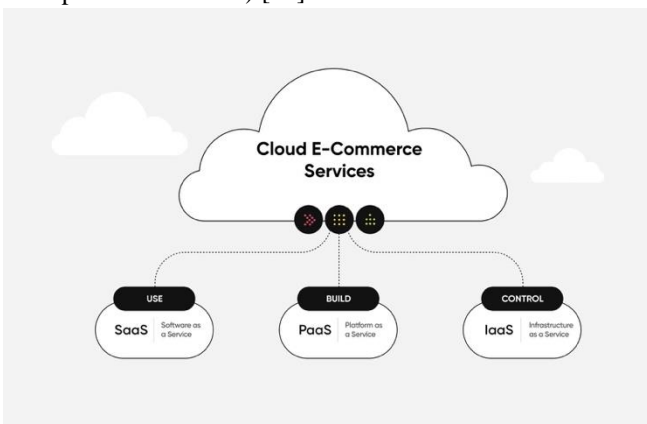 Cloud E-Commerce
Services
USE
SaaS
Software as
a Service
BUILD
PaaS
Platform as
a Service
CONTROL
IaaS
Infrastructure
as a Service